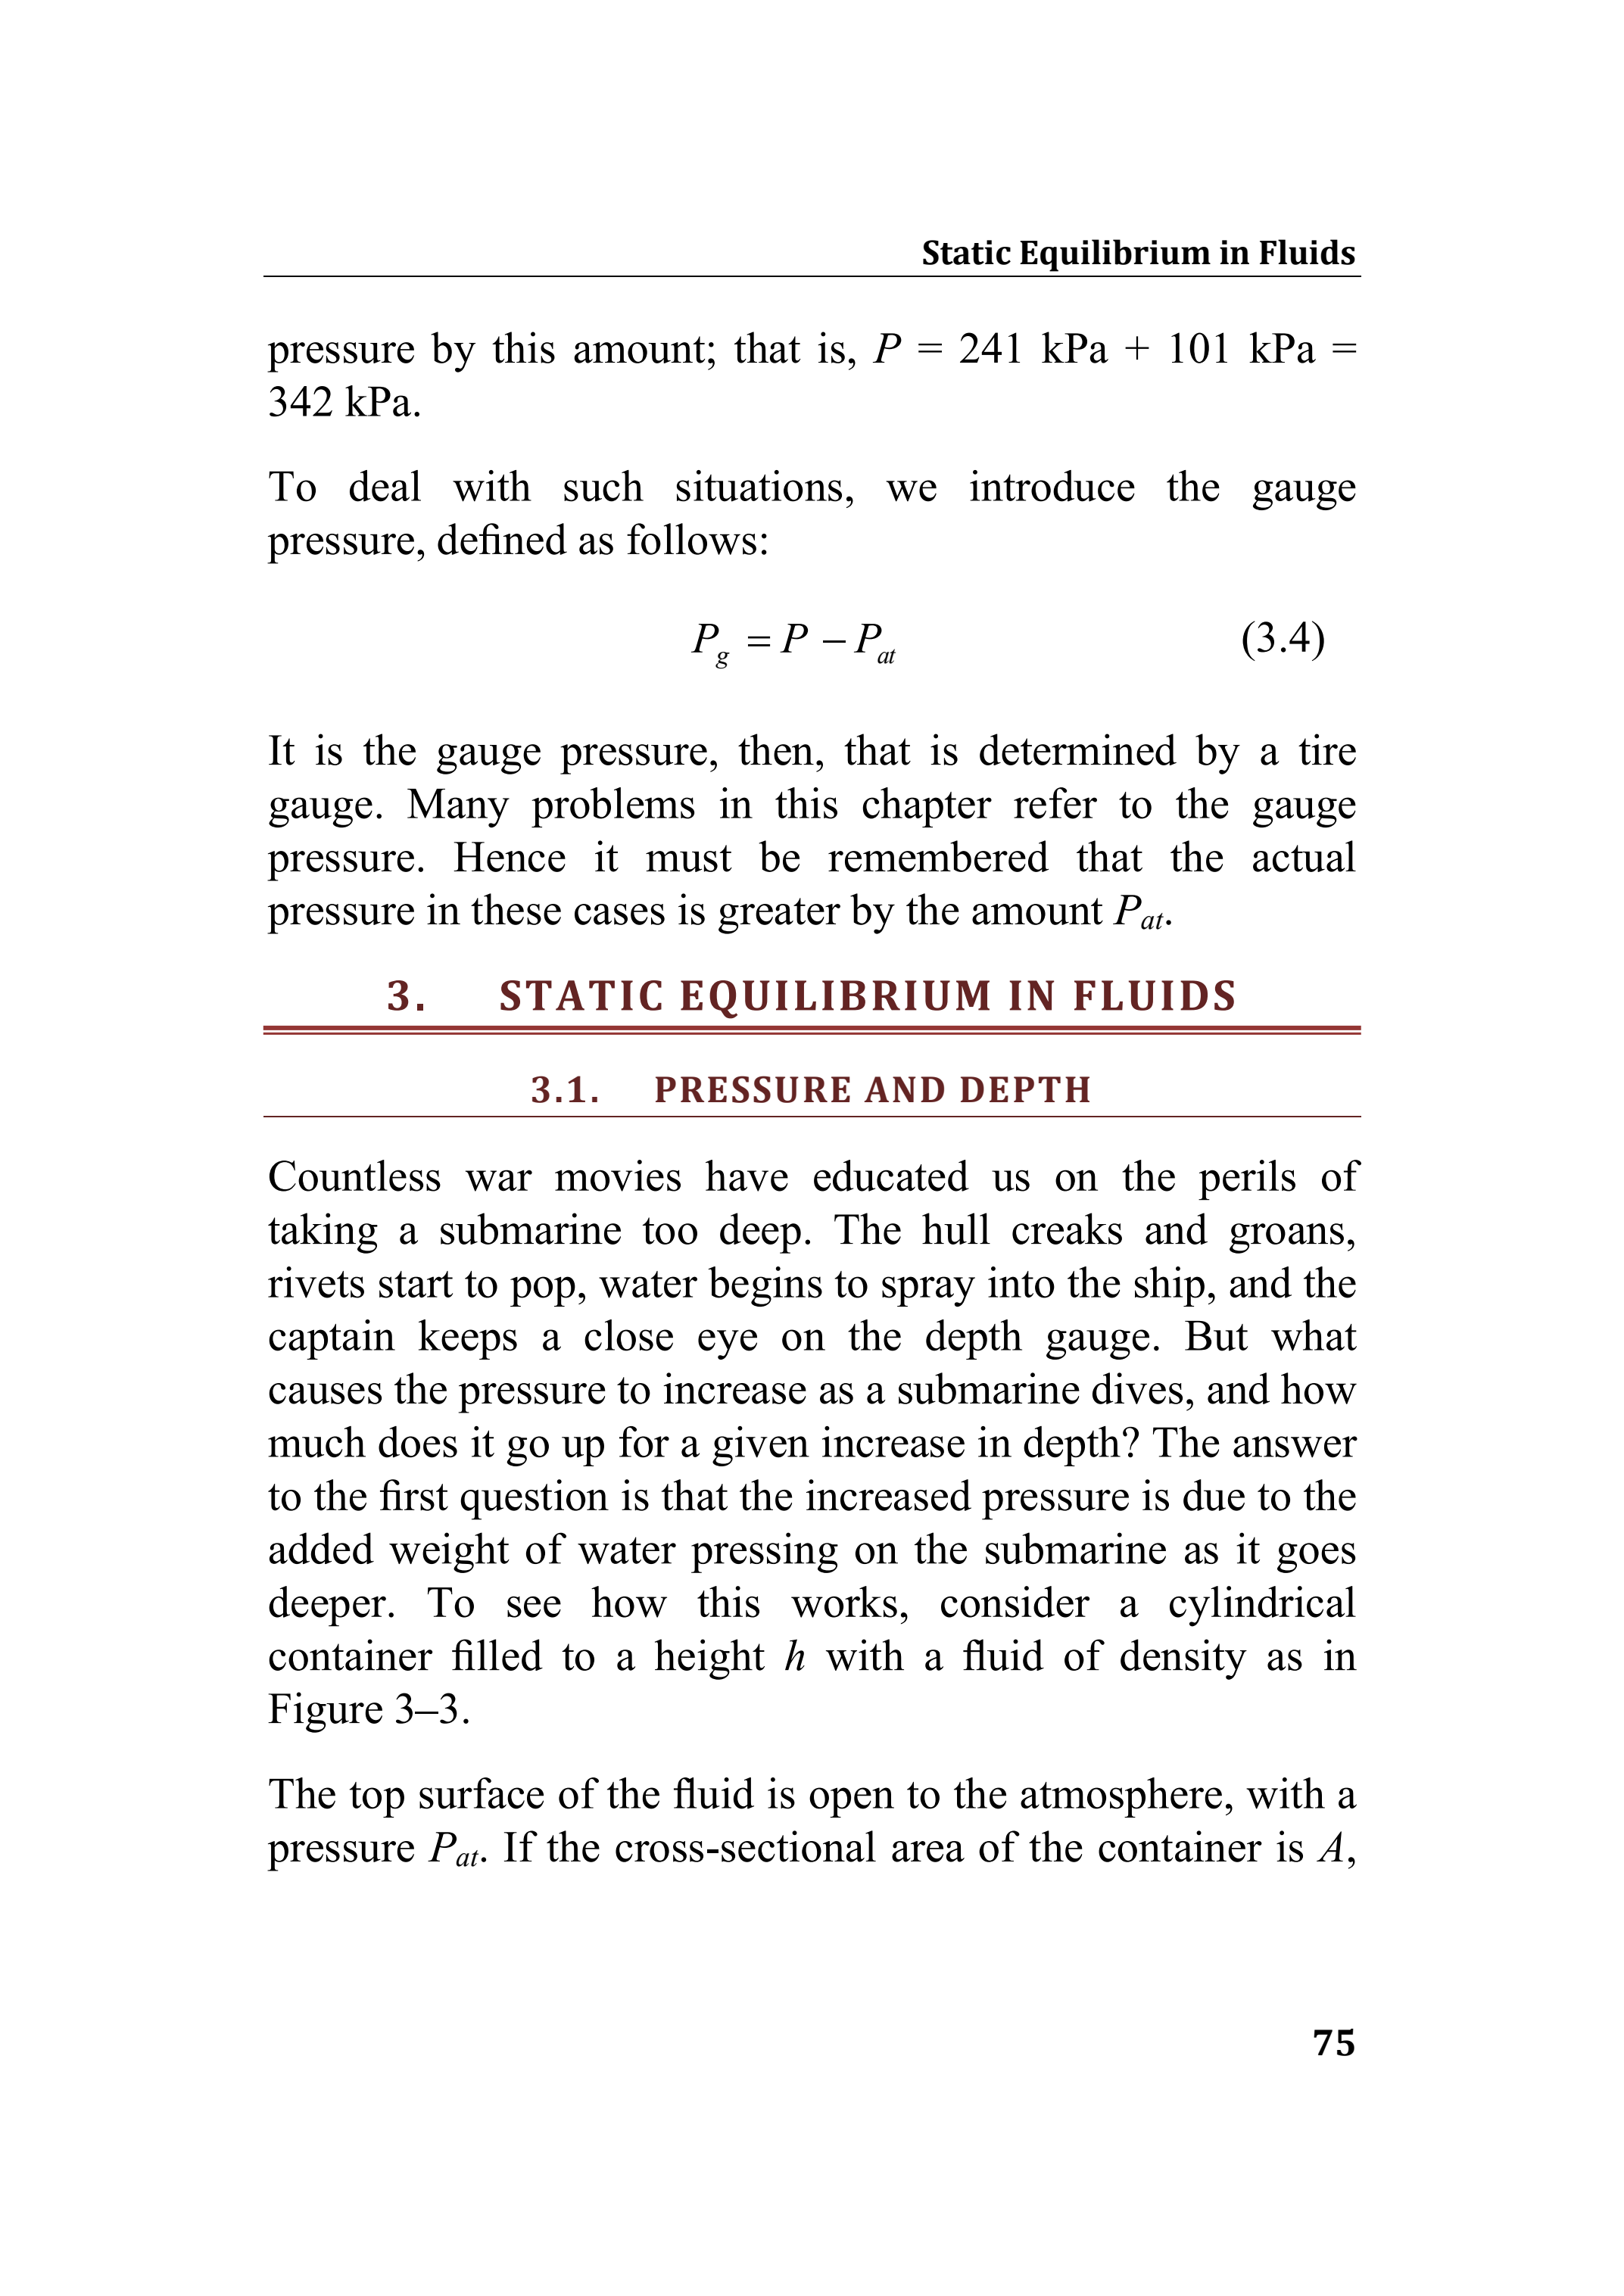 Static Equilibrium in Fluids
pressure by this amount; that is, P = 241 kPa + 101 kPa =
342 kPa.
To deal with such situations, we introduce the gauge
pressure, defined as follows:
P_g = P − P_at (3.4)
It is the gauge pressure, then, that is determined by a tire
gauge. Many problems in this chapter refer to the gauge
pressure. Hence it must be remembered that the actual
pressure in these cases is greater by the amount P_at.
3. STATIC EQUILIBRIUM IN FLUIDS
3.1. PRESSURE AND DEPTH
Countless war movies have educated us on the perils of
taking a submarine too deep. The hull creaks and groans,
rivets start to pop, water begins to spray into the ship, and the
captain keeps a close eye on the depth gauge. But what
causes the pressure to increase as a submarine dives, and how
much does it go up for a given increase in depth? The answer
to the first question is that the increased pressure is due to the
added weight of water pressing on the submarine as it goes
deeper. To see how this works, consider a cylindrical
container filled to a height h with a fluid of density as in
Figure 3–3.
The top surface of the fluid is open to the atmosphere, with a
pressure P_at. If the cross-sectional area of the container is A,
75